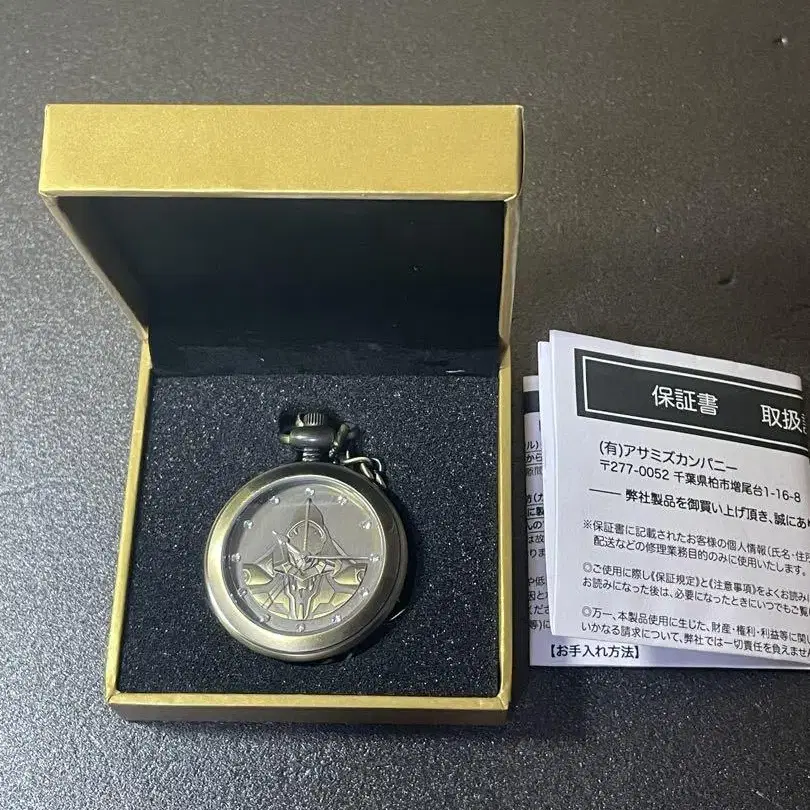 保証書 取扱
(有)アサミズカンパニー
〒277-0052 千葉県柏市増尾台1-16-8
弊社製品を御買い上げ頂き、誠にあ
※保証書に記載されたお客様の個人情報(氏名・住所
配送などの修理業務目的のみに使用いたします。
◎ご使用に際し《保証規定》と《注意事項》をよくお読みに
お読みになった後は、必要になったときにいつでもご覧
◎万一、本製品使用に生じた、財産・権利・利益等に関
いかなる請求について、弊社では一切責任を負えませ
【お手入れ方法】